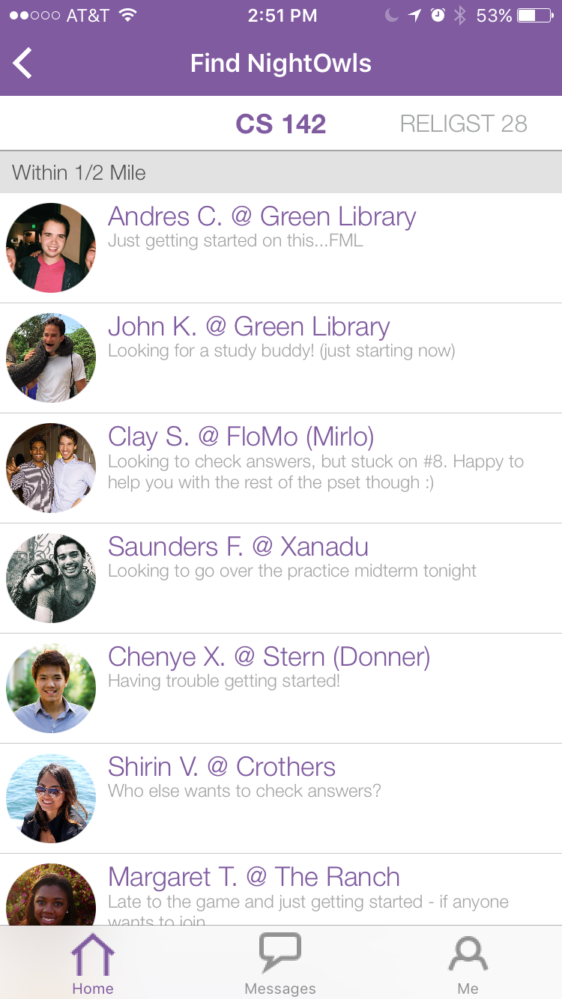 AT&T 2:51 PM 53%
Find NightOwls
CS 142 RELIGST 28
Within 1/2 Mile
Andres C. @ Green Library
Just getting started on this...FML
John K. @ Green Library
Looking for a study buddy! (just starting now)
Clay S. @ FloMo (Mirlo)
Looking to check answers, but stuck on #8. Happy to
help you with the rest of the pset though :)
Saunders F. @ Xanadu
Looking to go over the practice midterm tonight
Chenye X. @ Stern (Donner)
Having trouble getting started!
Shirin V. @ Crothers
Who else wants to check answers?
Margaret T. @ The Ranch
Late to the game and just getting started - if anyone
wants to join
Home Messages Me